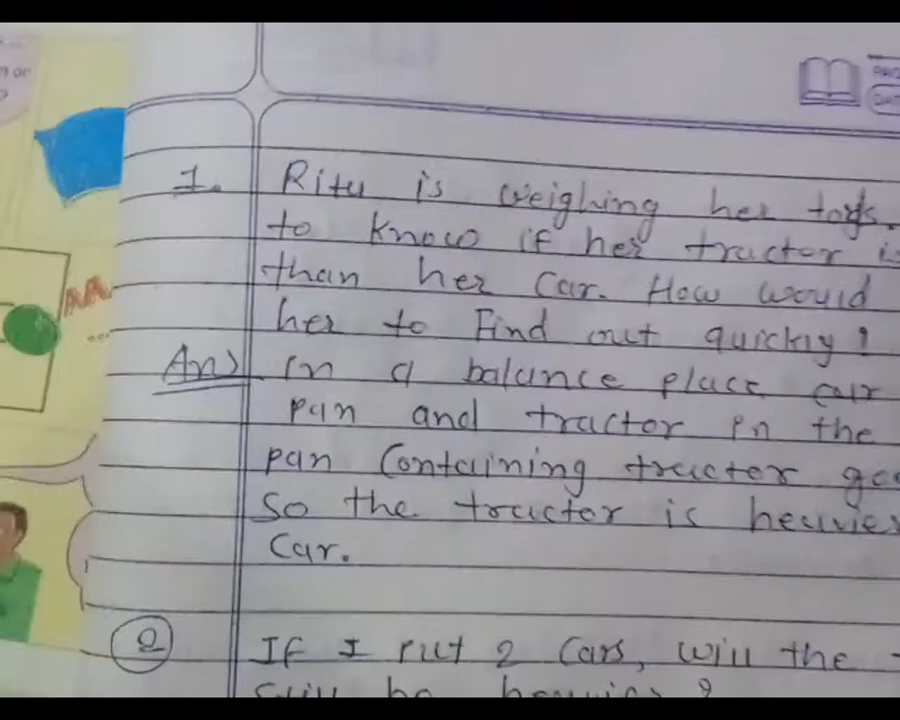 1. Ritu is weighing her toys.
to know if her tractor is
than her car. How would
her to Find out quickly?
Ans) In a balance place car
pan and tractor in the
pan Containing tractor
So the tractor is heavier
Car.
2 If I put 2 Cars, will the